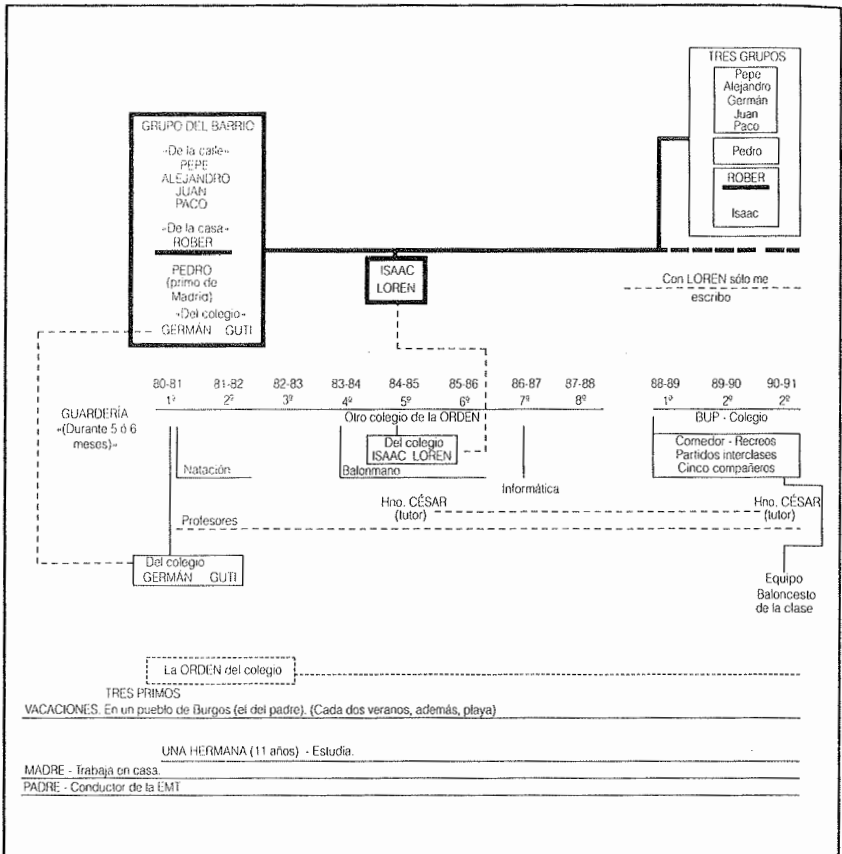 TRES GRUPOS
Pepe
Alejandro
Germán
Juan
Paco
Pedro
ROBER
Isaac
GRUPO DEL BARRIO
«De la calle»
PEPE
ALEJANDRO
JUAN
PACO
«De la casa»
ROBER
PEDRO
(primo de
Madrid)
«Del colegio»
GERMÁN GUTI
ISAAC
LOREN
Con LOREN sólo me
escribo
GUARDERÍA
«(Durante 5 ó 6
meses)»
80-81 81-82 82-83 83-84 84-85 85-86 86-87 87-88 88-89 89-90 90-91
1º 2º 3º 4º 5º 6º 7º 8º 1º 2º 2º
Otro colegio de la ORDEN
BUP - Colegio
Del colegio
ISAAC LOREN
Comedor - Recreos
Partidos interclases
Cinco compañeros
Natación
Balonmano
Informática
Hno. CÉSAR
(tutor)
Hno. CÉSAR
(tutor)
Profesores
Del colegio
GERMÁN GUTI
Equipo
Baloncesto
de la clase
La ORDEN del colegio
TRES PRIMOS
VACACIONES. En un pueblo de Burgos (el del padre). (Cada dos veranos, además, playa)
UNA HERMANA (11 años) - Estudia.
MADRE - Trabaja en casa.
PADRE - Conductor de la EMT